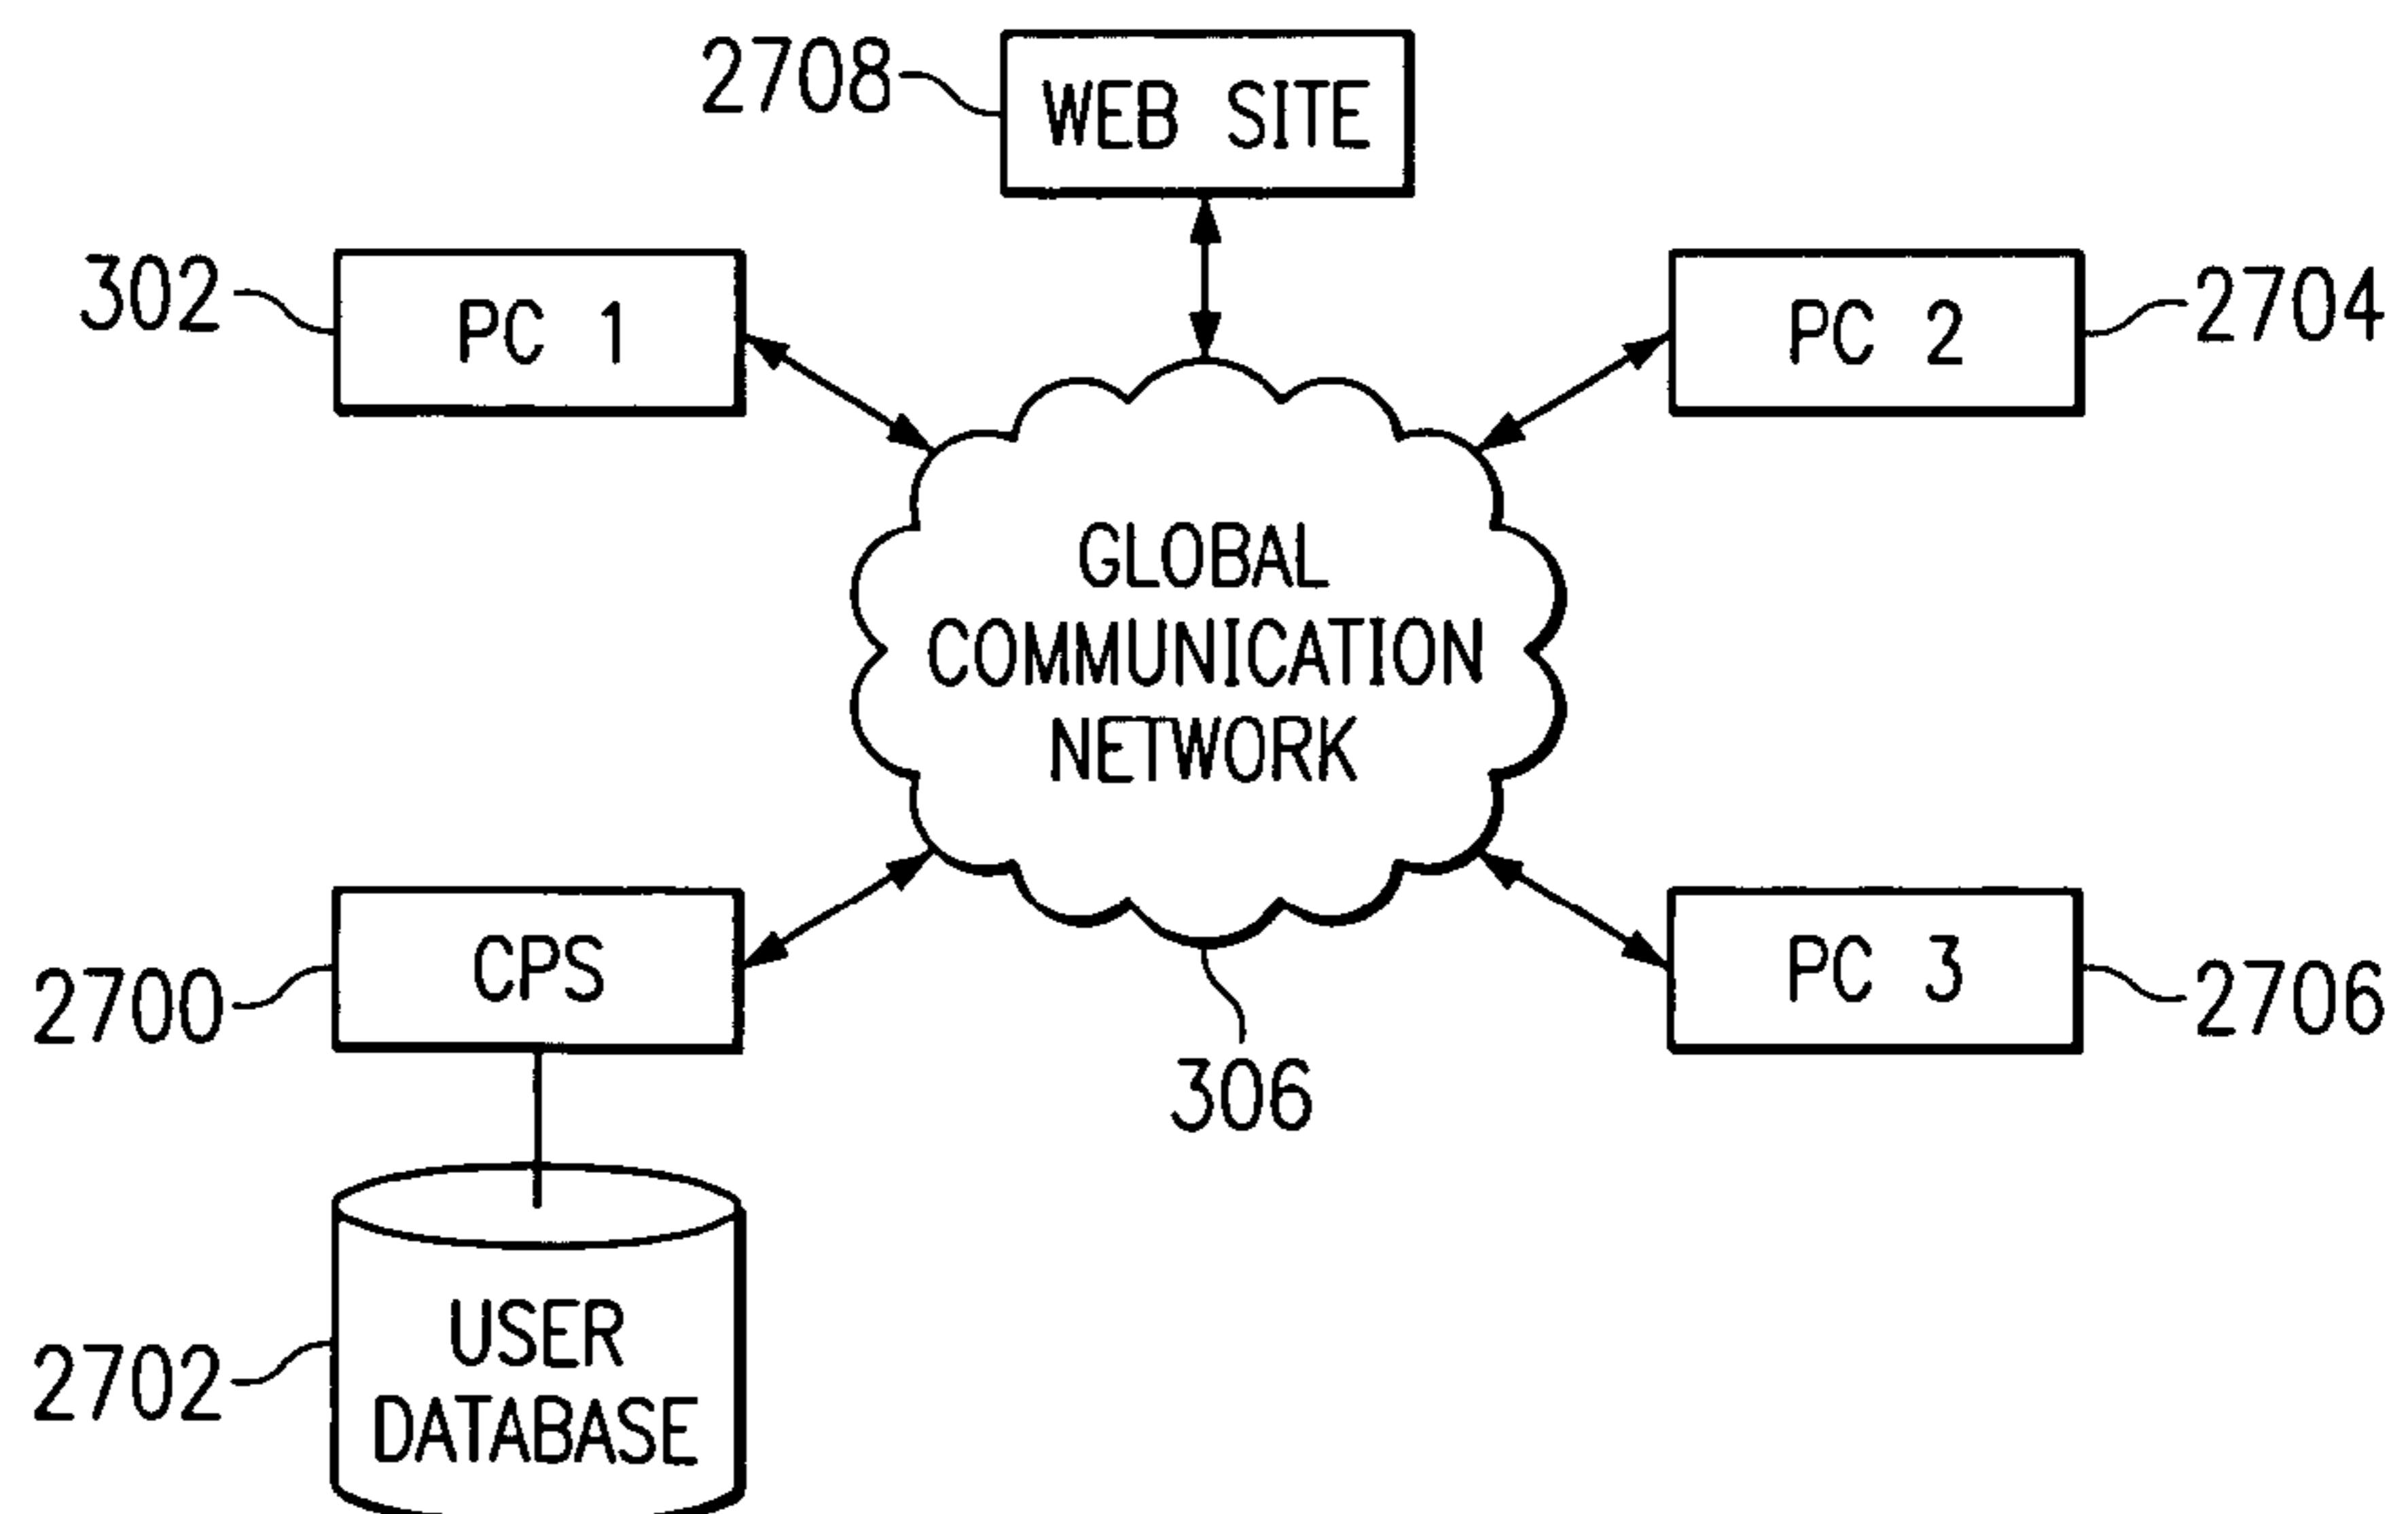 2708
WEB SITE
302
PC 1
PC 2
2704
GLOBAL
COMMUNICATION
NETWORK
2700
CPS
PC 3
2706
306
2702
USER
DATABASE